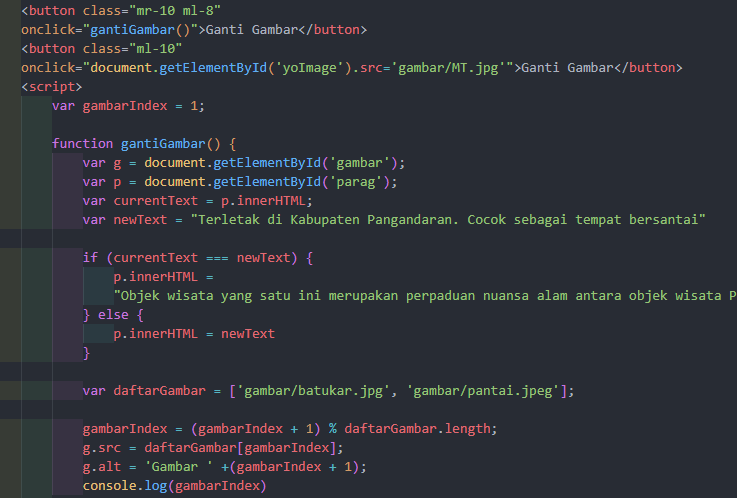 <button class="mr-10 ml-8"
onclick="gantiGambar()">Ganti Gambar</button>
<button class="ml-10"
onclick="document.getElementById('yoImage').src='gambar/MT.jpg'">Ganti Gambar</button>
<script>
var gambarIndex = 1;
function gantiGambar() {
var g = document.getElementById('gambar');
var p = document.getElementById('parag');
var currentText = p.innerHTML;
var newText = "Terletak di Kabupaten Pangandaran. Cocok sebagai tempat bersantai"
if (currentText === newText) {
p.innerHTML =
"Objek wisata yang satu ini merupakan perpaduan nuansa alam antara objek wisata P
} else {
p.innerHTML = newText
}
var daftarGambar = ['gambar/batukar.jpg', 'gambar/pantai.jpeg'];
gambarIndex = (gambarIndex + 1) % daftarGambar.length;
g.src = daftarGambar[gambarIndex];
g.alt = 'Gambar ' +(gambarIndex + 1);
console.log(gambarIndex)